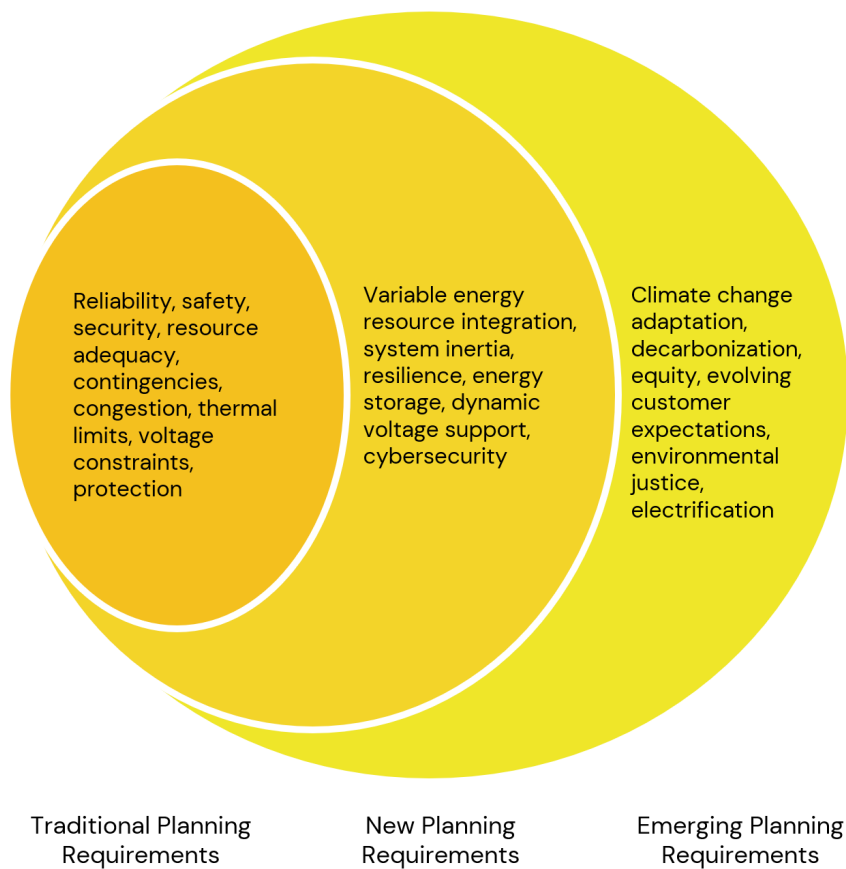 Reliability, safety,
security, resource
adequacy,
contingencies,
congestion, thermal
limits, voltage
constraints,
protection
Variable energy
resource integration,
system inertia,
resilience, energy
storage, dynamic
voltage support,
cybersecurity
Climate change
adaptation,
decarbonization,
equity, evolving
customer
expectations,
environmental
justice,
electrification
Traditional Planning
Requirements
New Planning
Requirements
Emerging Planning
Requirements